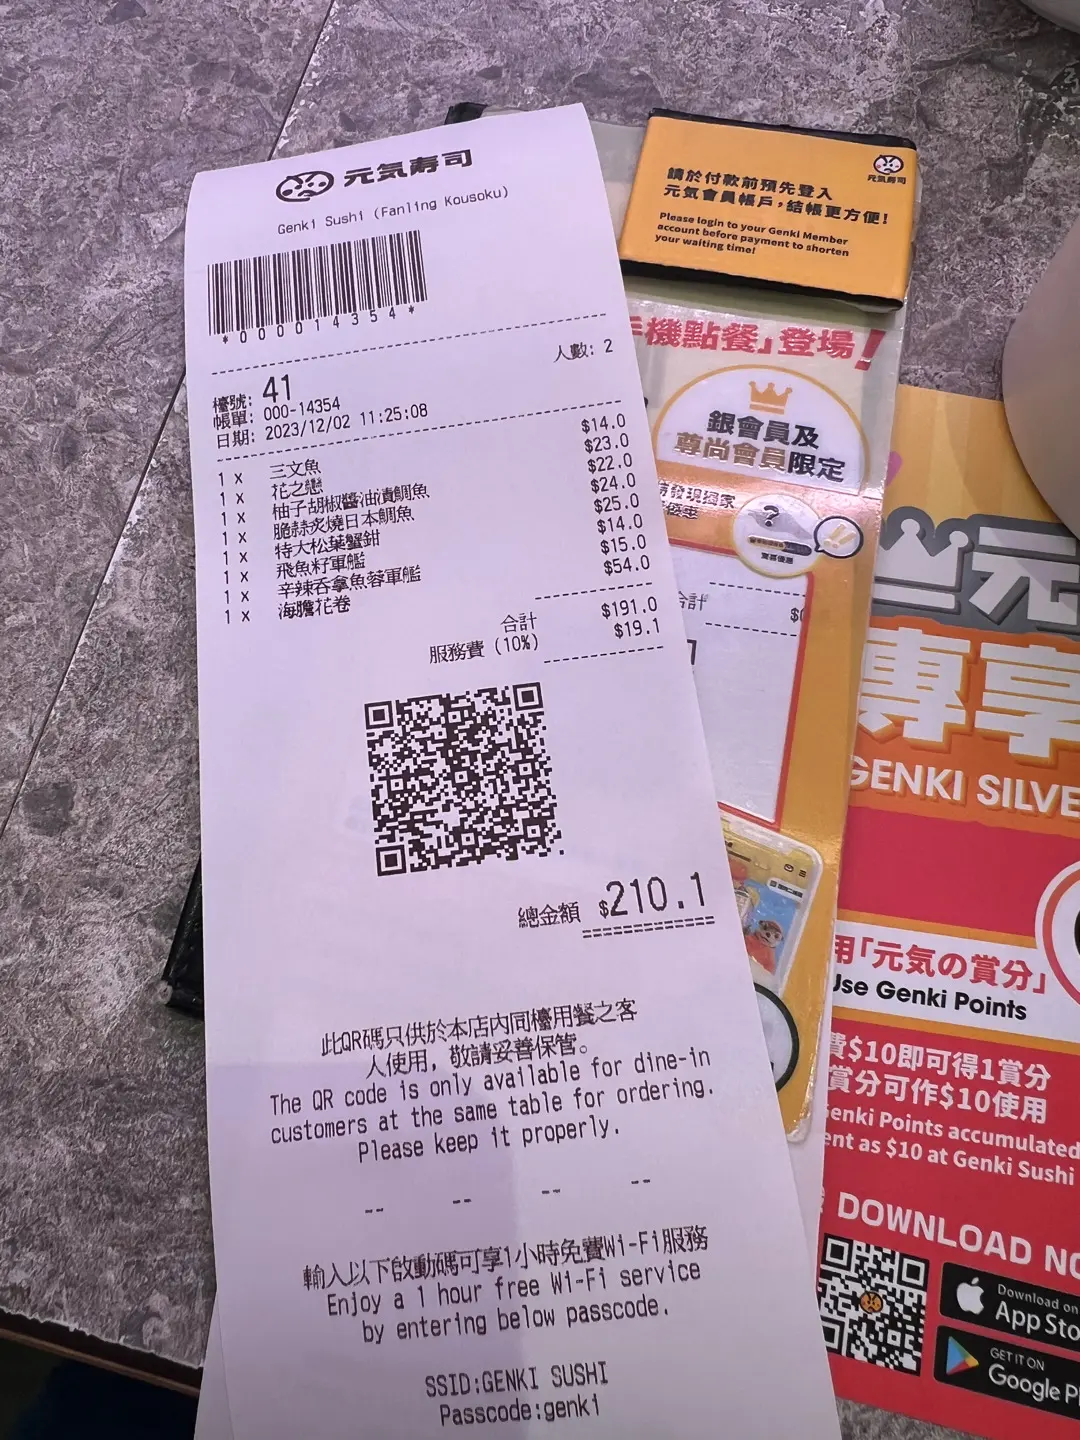 元気寿司
Genki Sushi (Fanling Kousoku)
*000014354*
人數: 2
檯號: 41
帳單: 000-14354
日期: 2023/12/02 11:25:08
1 x 三文魚 $14.0
1 x 花之戀 $23.0
1 x 柚子胡椒醬油漬鯛魚 $22.0
1 x 脆蒜炙燒日本鯛魚 $24.0
1 x 特大松葉蟹鉗 $25.0
1 x 飛魚籽軍艦 $14.0
1 x 辛辣吞拿魚蓉軍艦 $15.0
1 x 海膽花卷 $54.0
合計 $191.0
服務費 (10%) $19.1
總金額 $210.1
此QR碼只供於本店內同檯用餐之客
人使用，敬請妥善保管。
The QR code is only available for dine-in
customers at the same table for ordering.
Please keep it properly.
-- -- -- --
輸入以下啟動碼可享1小時免費Wi-Fi服務
Enjoy a 1 hour free Wi-Fi service
by entering below passcode.
SSID:GENKI SUSHI
Passcode:genki
請於付款前預先登入
元気會員帳戶，結帳更方便!
Please login to your Genki Member
account before payment to shorten
your waiting time!
元気寿司
手機點餐」登場!
銀會員及
尊尚會員限定
發現獨家
?
合計 $
元
專享
GENKI SILVE
用「元気の賞分」
Use Genki Points
費$10即可得1賞分
賞分可作$10使用
Genki Points accumulated
ent as $10 at Genki Sushi
DOWNLOAD NO
Download on
App Sto
GET IT ON
Google P